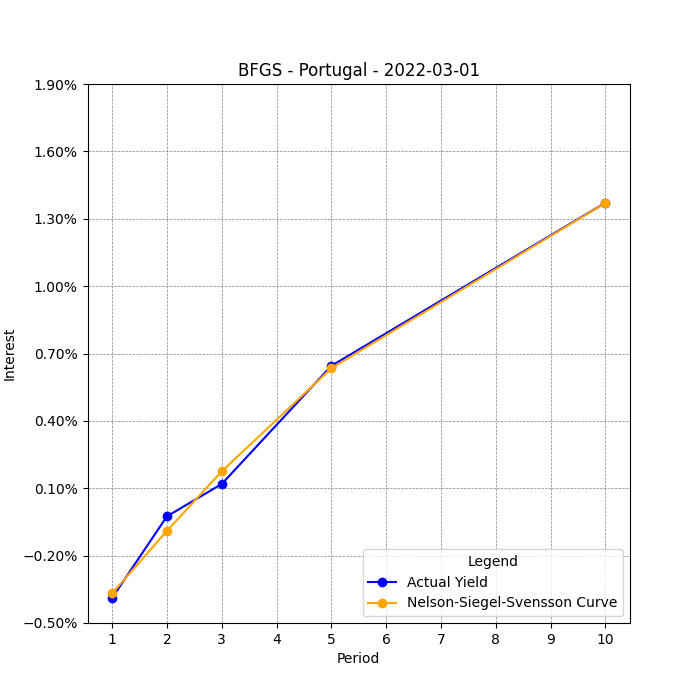 BFGS - Portugal - 2022-03-01
1.90%
1.60%
1.30%
1.00%
0.70%
0.40%
0.10%
−0.20%
−0.50%
Interest
1 2 3 4 5 6 7 8 9 10
Period
Legend
Actual Yield
Nelson-Siegel-Svensson Curve